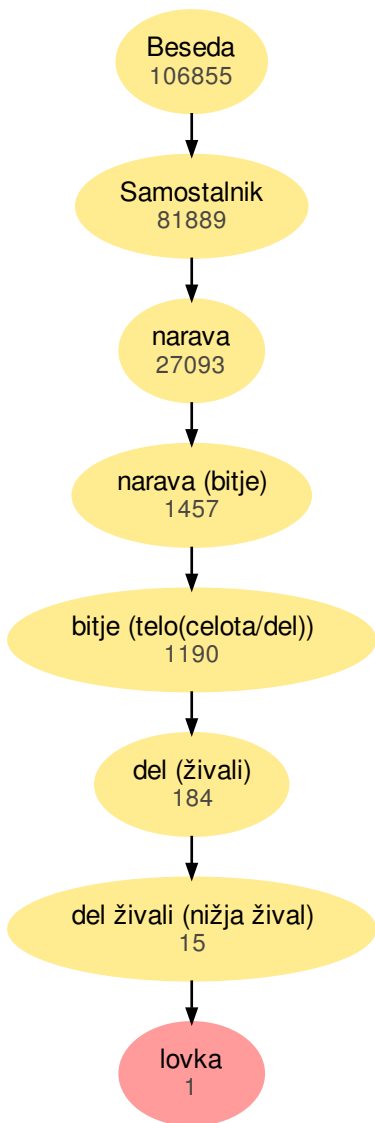 Beseda
106855
Samostalnik
81889
narava
27093
narava (bitje)
1457
bitje (telo(celota/del))
1190
del (živali)
184
del živali (nižja žival)
15
lovka
1